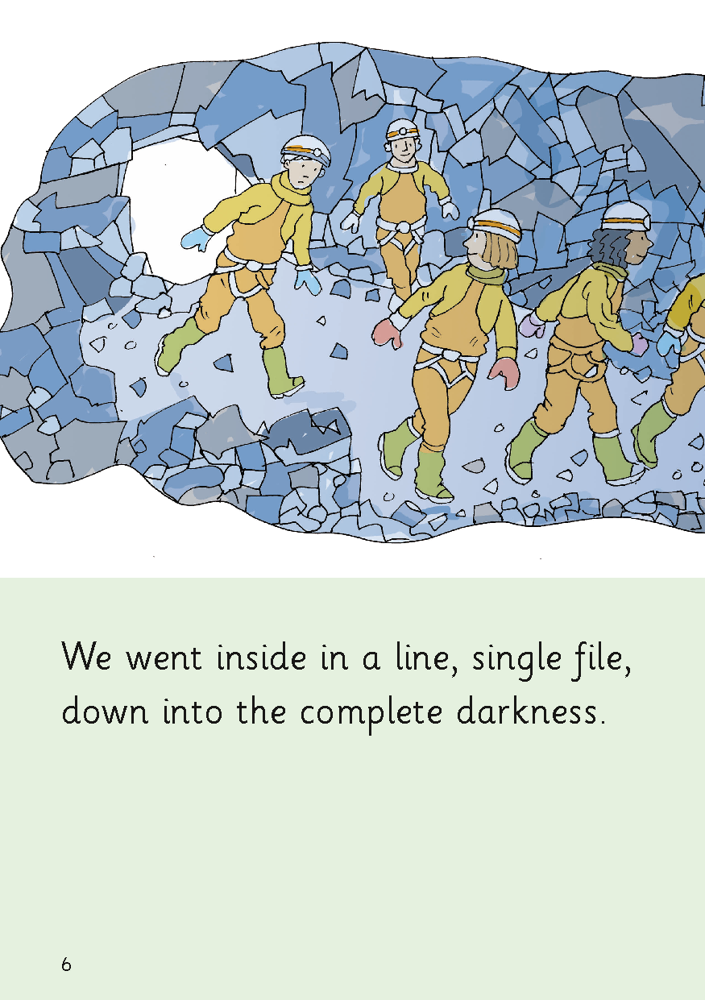 We went inside in a line, single file,
down into the complete darkness.
6